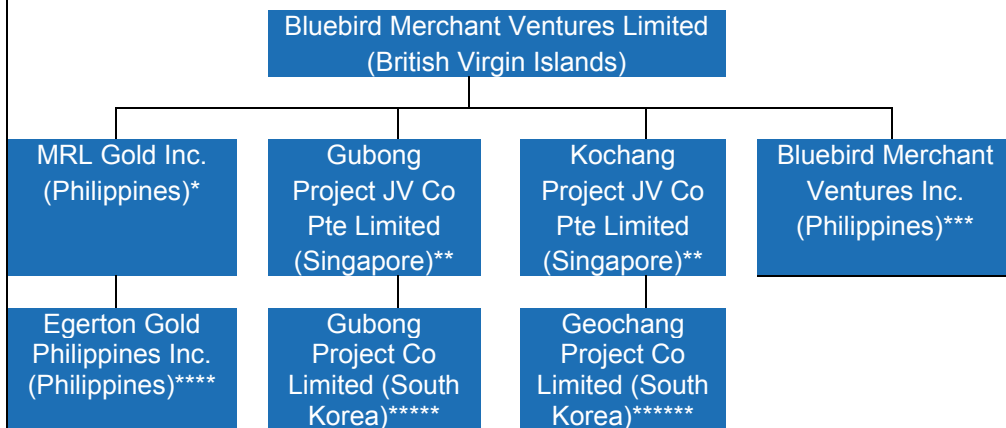 Bluebird Merchant Ventures Limited
(British Virgin Islands)
MRL Gold Inc.
(Philippines)*
Gubong
Project JV Co
Pte Limited
(Singapore)**
Kochang
Project JV Co
Pte Limited
(Singapore)**
Bluebird Merchant
Ventures Inc.
(Philippines)***
Egerton Gold
Philippines Inc.
(Philippines)****
Gubong
Project Co
Limited (South
Korea)*****
Geochang
Project Co
Limited (South
Korea)******